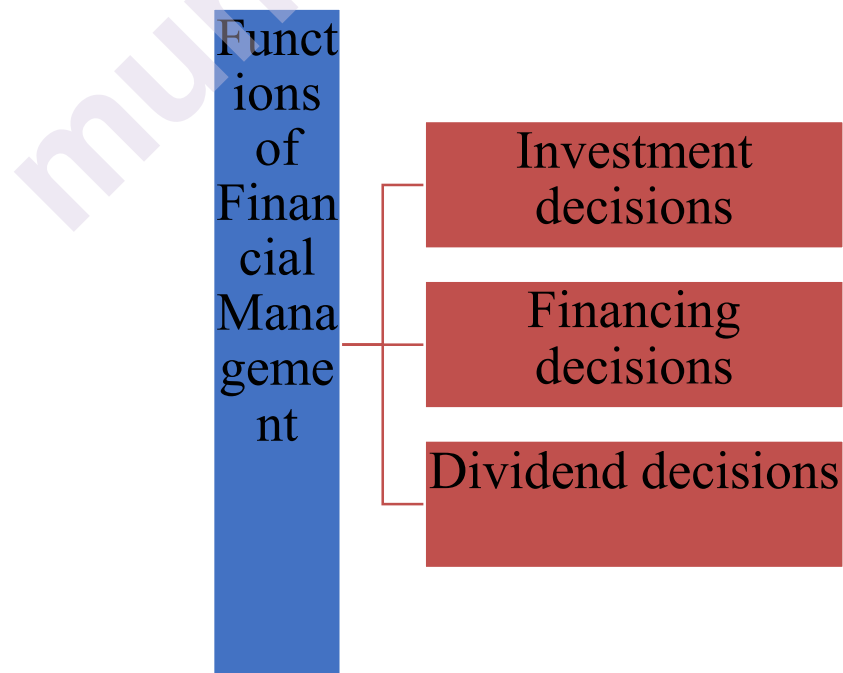 Funct
ions
of
Finan
cial
Mana
geme
nt
Investment
decisions
Financing
decisions
Dividend decisions